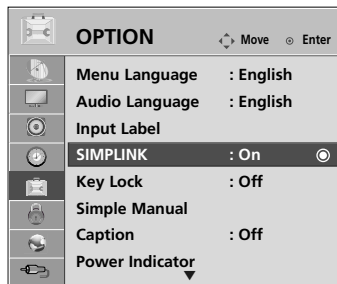 OPTION Move Enter
Menu Language : English
Audio Language : English
Input Label
SIMPLINK : On
Key Lock : Off
Simple Manual
Caption : Off
Power Indicator